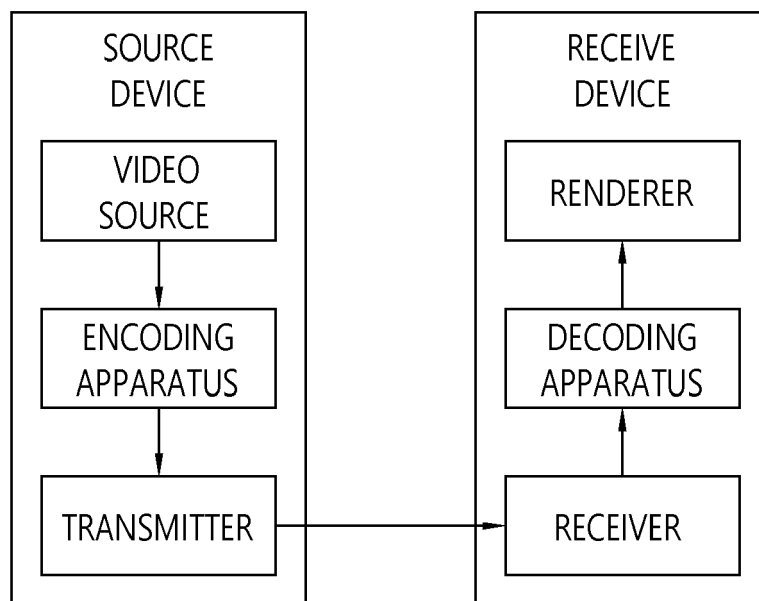 SOURCE
DEVICE
VIDEO
SOURCE
ENCODING
APPARATUS
TRANSMITTER
RECEIVE
DEVICE
RENDERER
DECODING
APPARATUS
RECEIVER